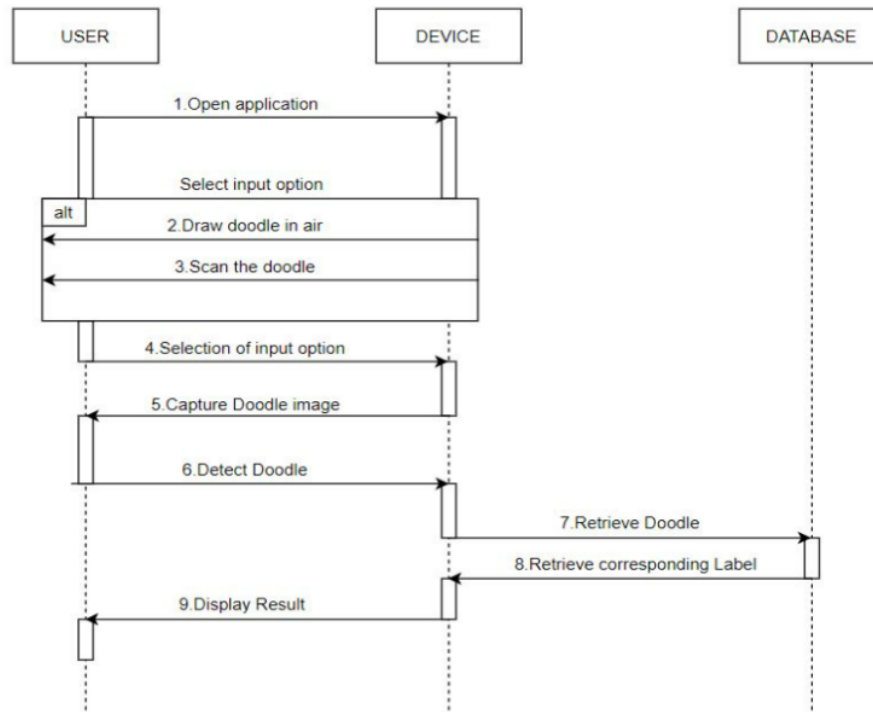 USER
DEVICE
DATABASE
1.Open application
Select input option
alt
2.Draw doodle in air
3.Scan the doodle
4.Selection of input option
5.Capture Doodle image
6.Detect Doodle
7.Retrieve Doodle
8.Retrieve corresponding Label
9.Display Result